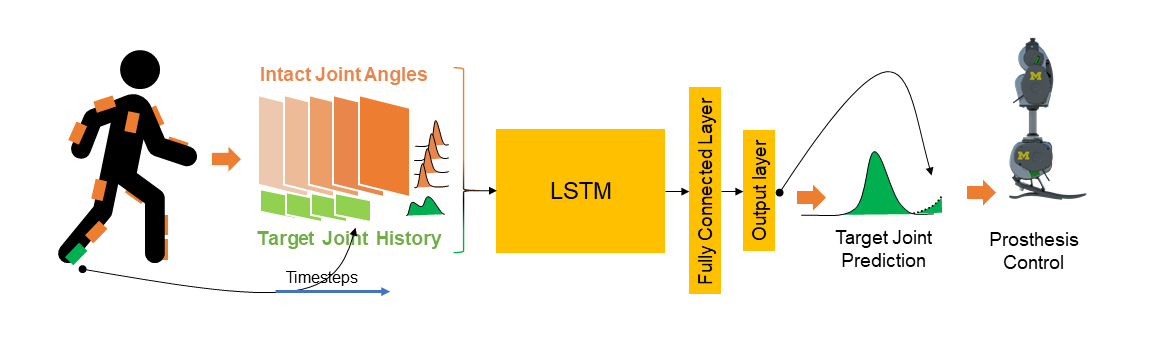 Intact Joint Angles
Target Joint History
Timesteps
LSTM
Fully Connected Layer
Output layer
Target Joint
Prediction
M
M
Prosthesis
Control